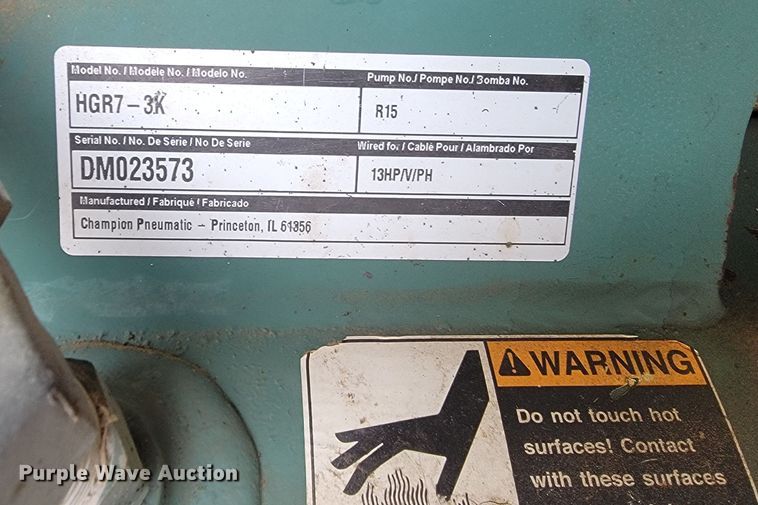 Model No. / Modèle No. / Modelo No.
Pump No./ Pompe No./ Bomba No.
HGR7-3K
R15
Serial No. / No. De Série / No De Serie
Wired for / Cablé Pour / Alambrado Por
DM023573
13HP/V/PH
Manufactured / Fabriqué / Fabricado
Champion Pneumatic - Princeton, IL 61356
WARNING
Do not touch hot
surfaces! Contact
with these surfaces
Purple Wave Auction